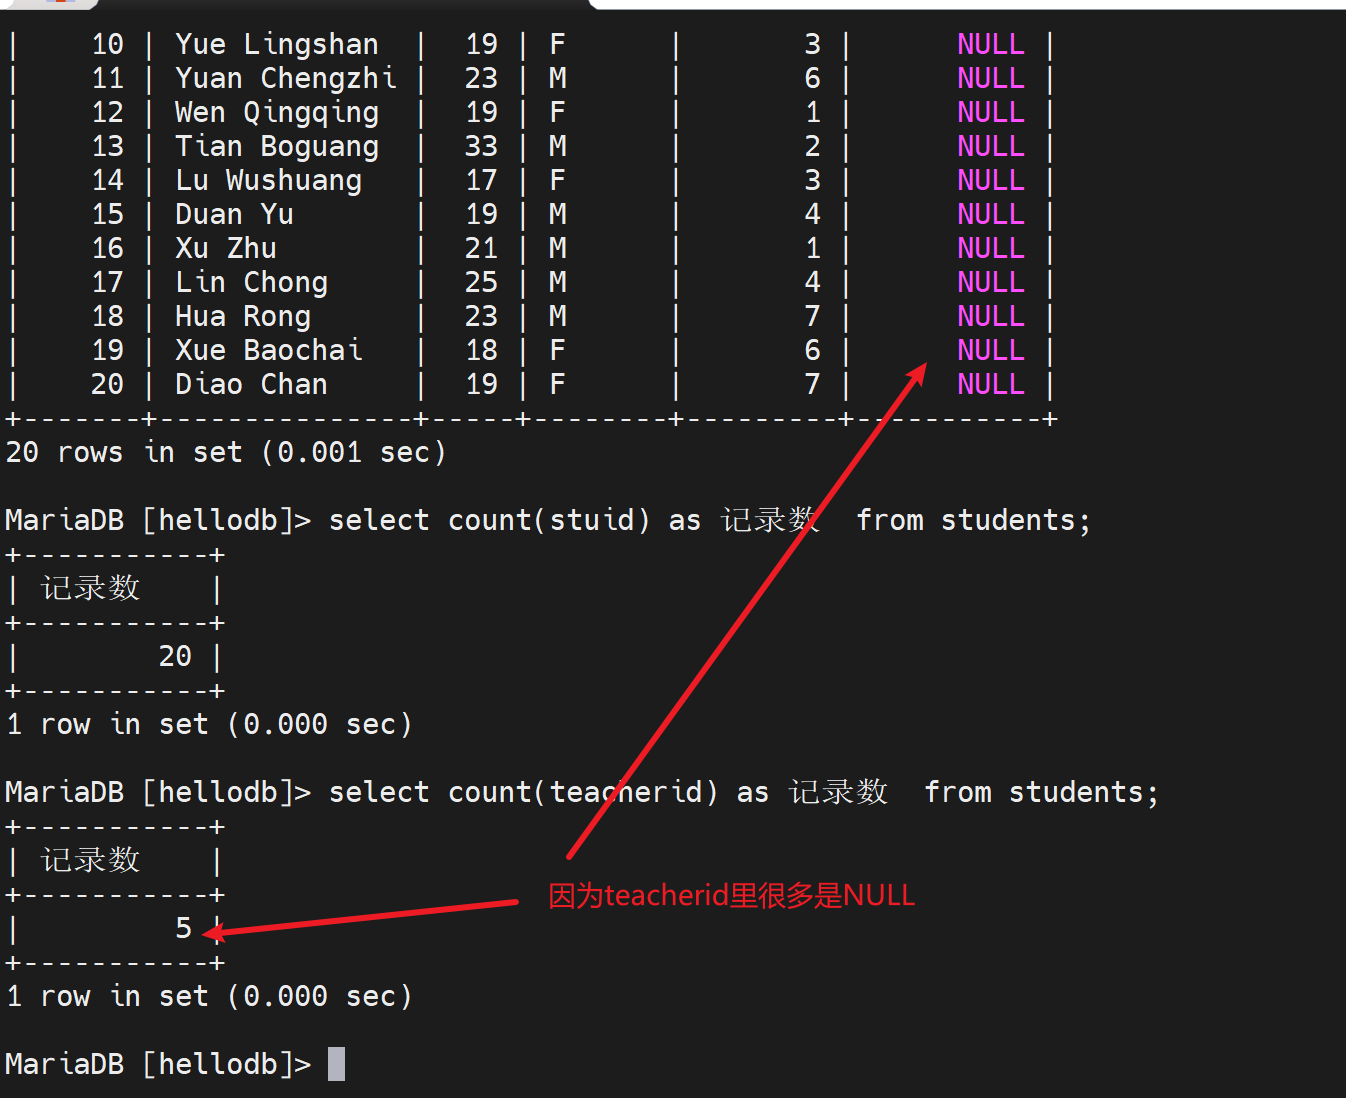 |    10 | Yue Lingshan  |  19 | F      |       3 |      NULL |
|    11 | Yuan Chengzhi |  23 | M      |       6 |      NULL |
|    12 | Wen Qingqing  |  19 | F      |       1 |      NULL |
|    13 | Tian Boguang  |  33 | M      |       2 |      NULL |
|    14 | Lu Wushuang   |  17 | F      |       3 |      NULL |
|    15 | Duan Yu       |  19 | M      |       4 |      NULL |
|    16 | Xu Zhu        |  21 | M      |       1 |      NULL |
|    17 | Lin Chong     |  25 | M      |       4 |      NULL |
|    18 | Hua Rong      |  23 | M      |       7 |      NULL |
|    19 | Xue Baochai   |  18 | F      |       6 |      NULL |
|    20 | Diao Chan     |  19 | F      |       7 |      NULL |
+-------+---------------+-----+--------+---------+-----------+
20 rows in set (0.001 sec)
MariaDB [hellodb]> select count(stuid) as 记录数  from students;
+-----------+
| 记录数    |
+-----------+
|        20 |
+-----------+
1 row in set (0.000 sec)
MariaDB [hellodb]> select count(teacherid) as 记录数  from students;
+-----------+
| 记录数    |
+-----------+
因为teacherid里很多是NULL
|         5 |
+-----------+
1 row in set (0.000 sec)
MariaDB [hellodb]>